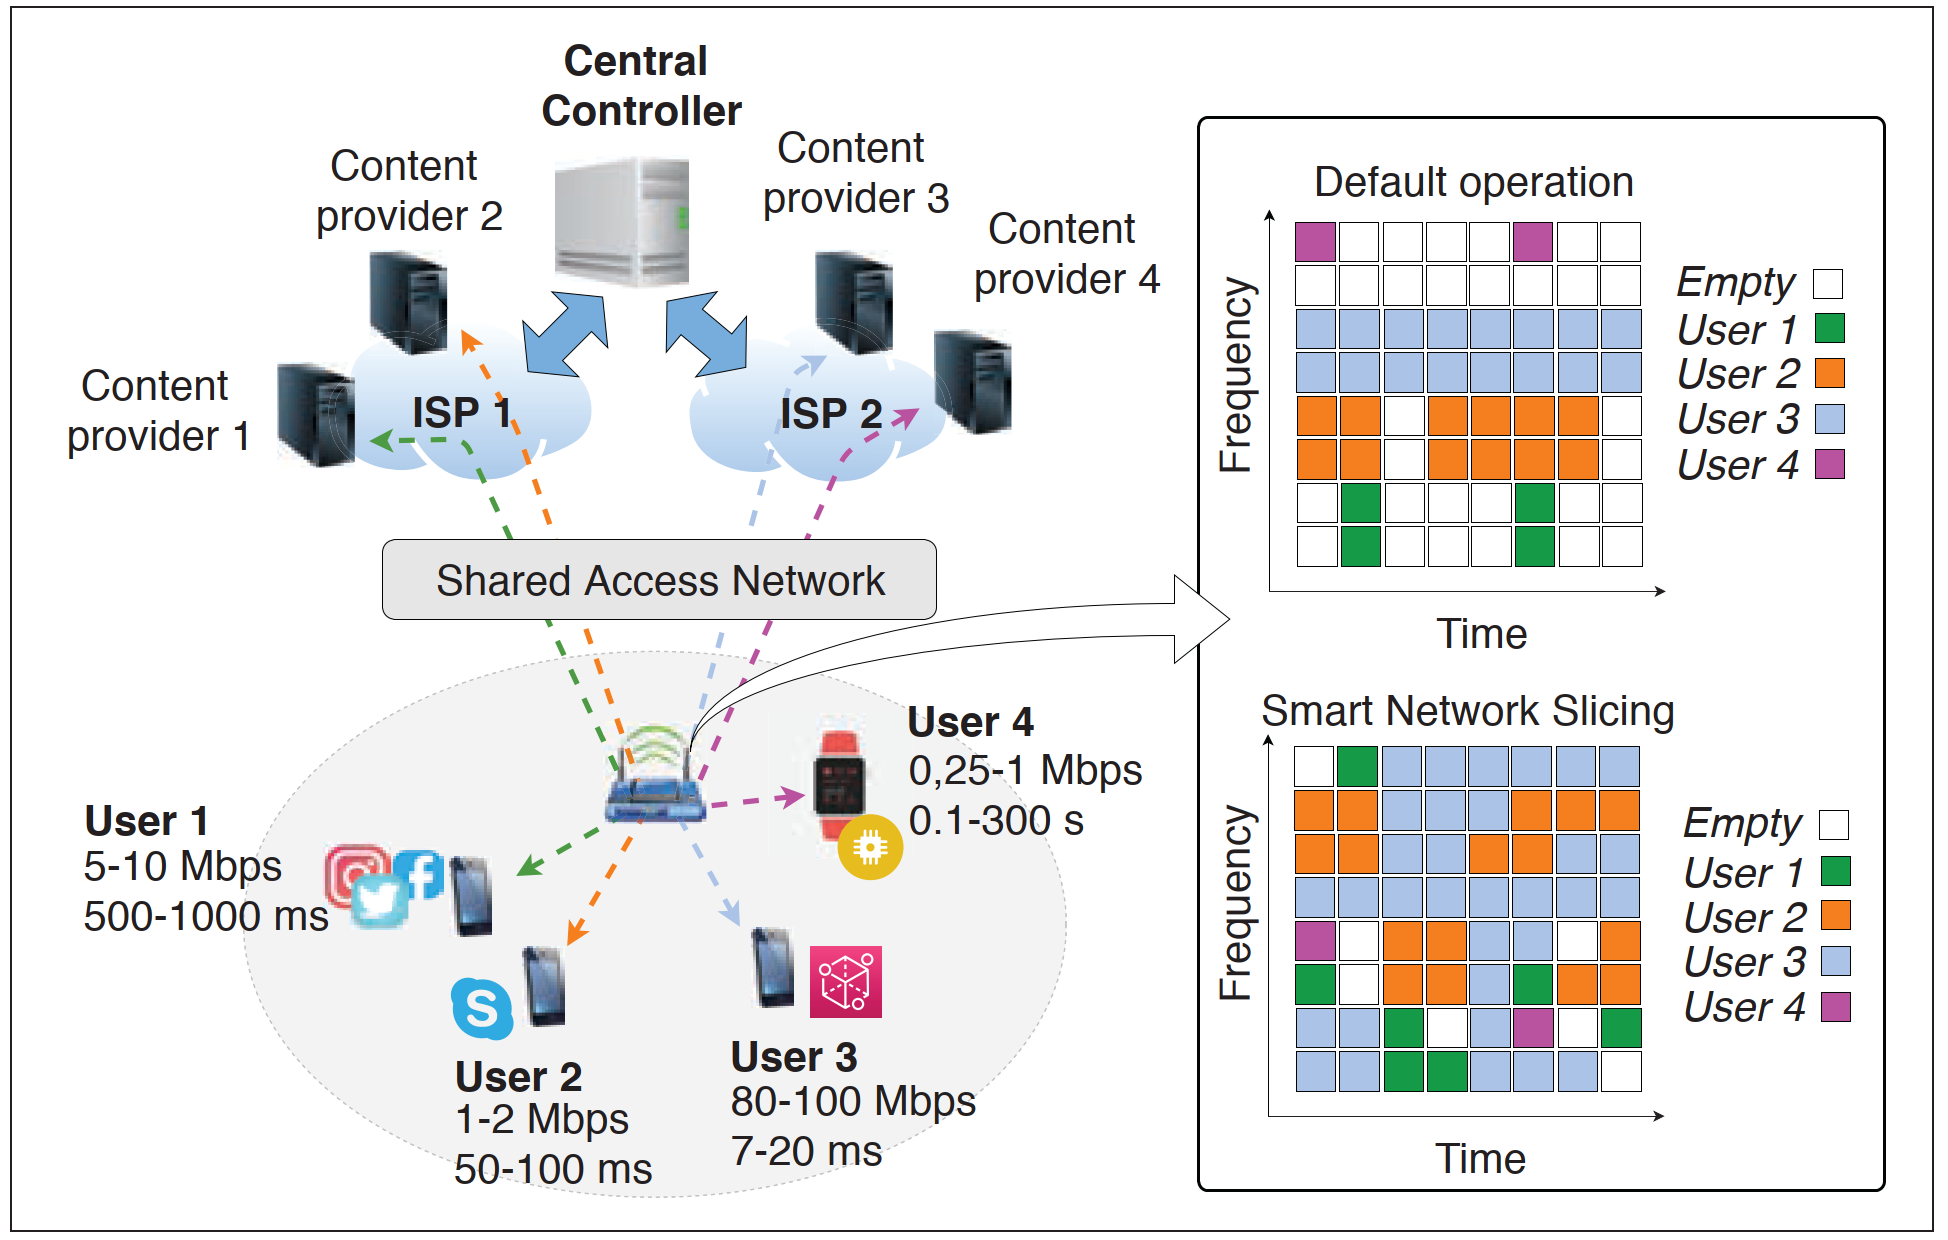 Central
Controller
Content
provider 2
Content
provider 3
Content
provider 4
Content
provider 1
ISP 1
ISP 2
Shared Access Network
User 4
0,25-1 Mbps
0.1-300 s
User 1
5-10 Mbps
500-1000 ms
f
S
User 2
1-2 Mbps
50-100 ms
User 3
80-100 Mbps
7-20 ms
Default operation
Frequency
Time
Empty
User 1
User 2
User 3
User 4
Smart Network Slicing
Frequency
Time
Empty
User 1
User 2
User 3
User 4